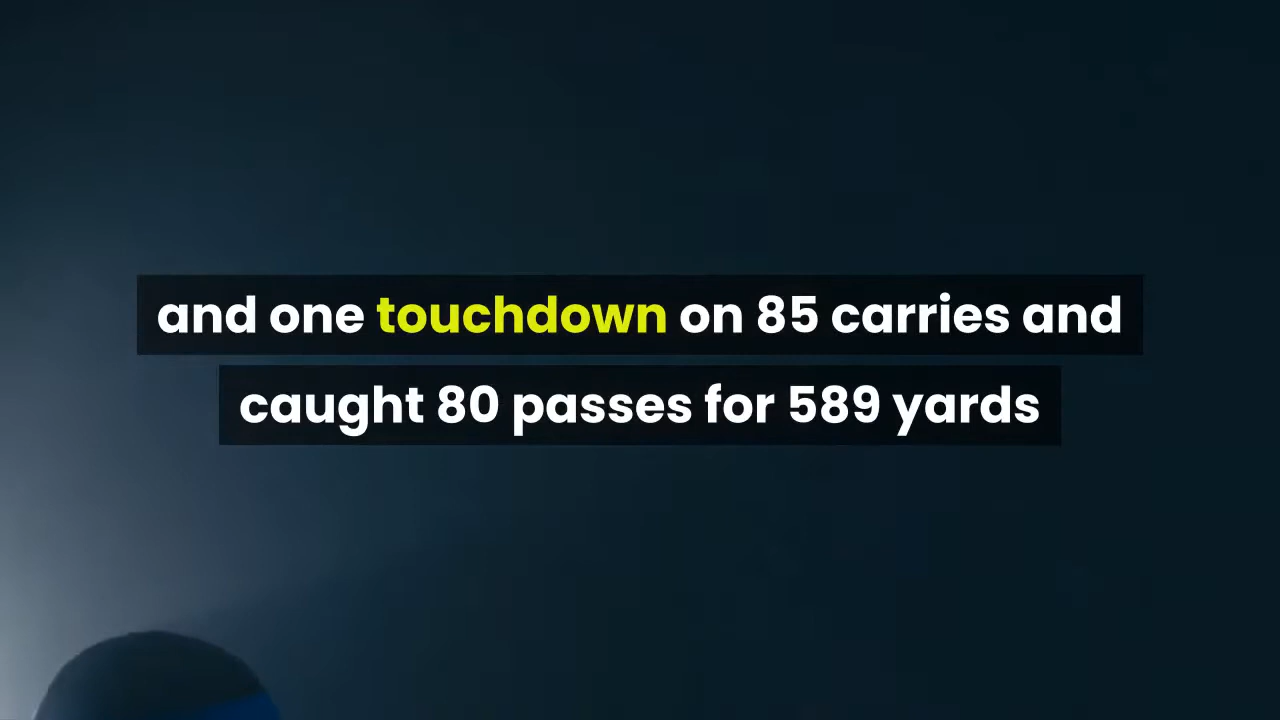 and one touchdown on 85 carries and
caught 80 passes for 589 yards